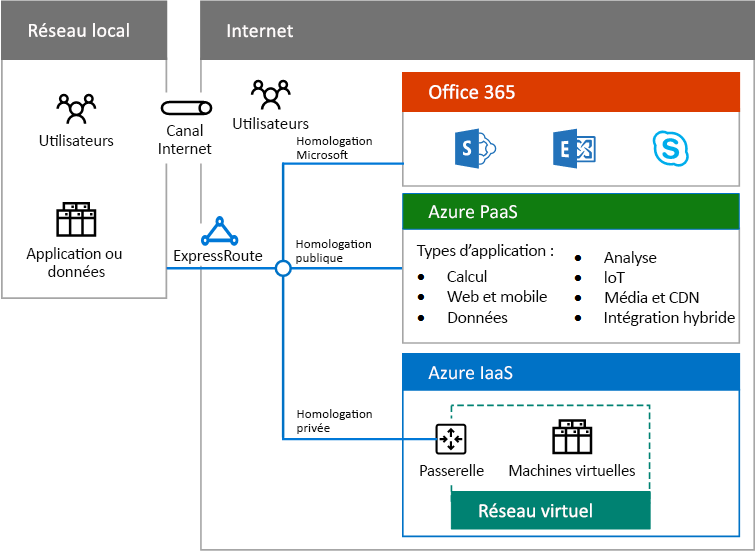 Réseau local
Internet
Utilisateurs
Canal
Internet
Utilisateurs
Application ou
données
ExpressRoute
Homologation
Microsoft
Homologation
publique
Homologation
privée
Office 365
S
E
S
Azure PaaS
Types d’application :
• Calcul
• Web et mobile
• Données
• Analyse
• IoT
• Média et CDN
• Intégration hybride
Azure IaaS
Passerelle
Machines virtuelles
Réseau virtuel